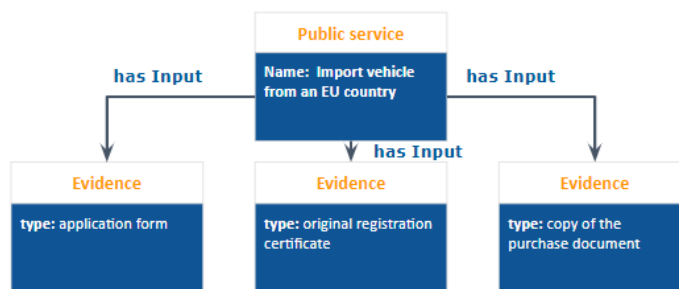 Public service
has Input
Name: Import vehicle
from an EU country
has Input
has Input
Evidence
type: application form
Evidence
type: original registration
certificate
Evidence
type: copy of the
purchase document